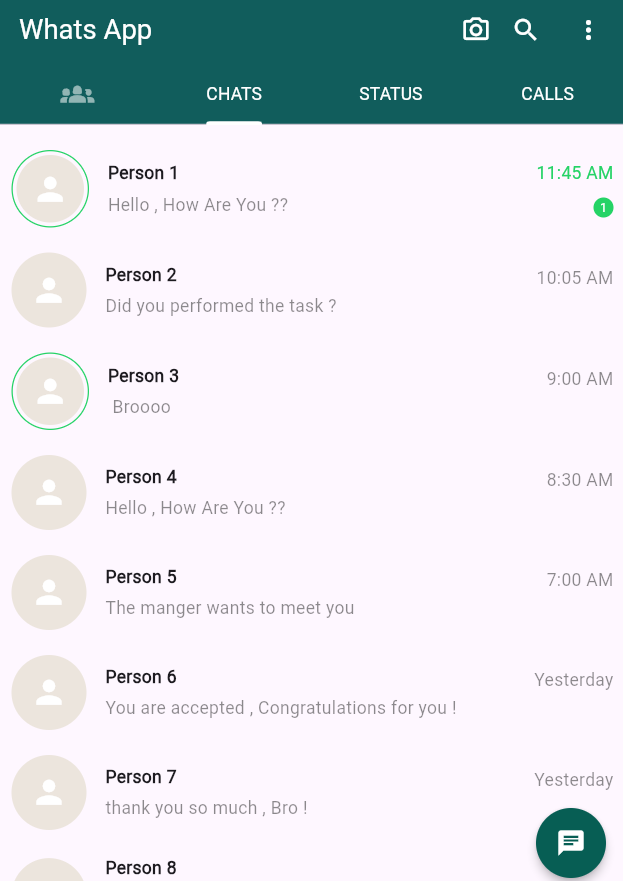 Whats App
CHATS STATUS CALLS
Person 1 11:45 AM
Hello , How Are You ?? 1
Person 2 10:05 AM
Did you performed the task ?
Person 3 9:00 AM
Broooo
Person 4 8:30 AM
Hello , How Are You ??
Person 5 7:00 AM
The manger wants to meet you
Person 6 Yesterday
You are accepted , Congratulations for you !
Person 7 Yesterday
thank you so much , Bro !
Person 8